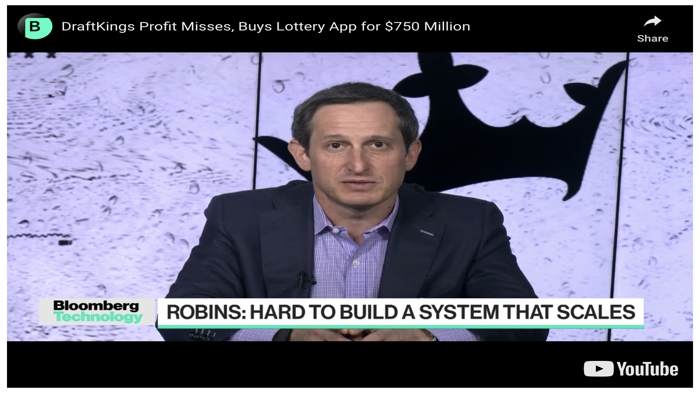 B
DraftKings Profit Misses, Buys Lottery App for $750 Million
Share
Bloomberg
Technology
ROBINS: HARD TO BUILD A SYSTEM THAT SCALES
YouTube